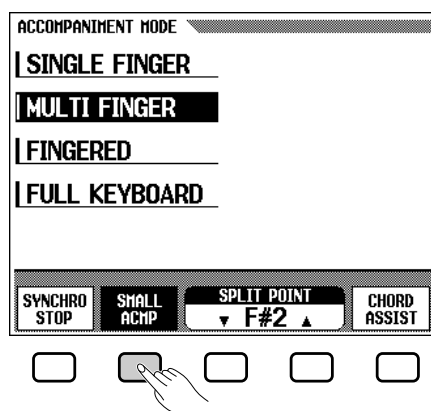 ACCOMPANIMENT MODE
SINGLE FINGER
MULTI FINGER
FINGERED
FULL KEYBOARD
SYNCHRO STOP
SMALL ACMP
SPLIT POINT
▼ F#2 ▲
CHORD ASSIST